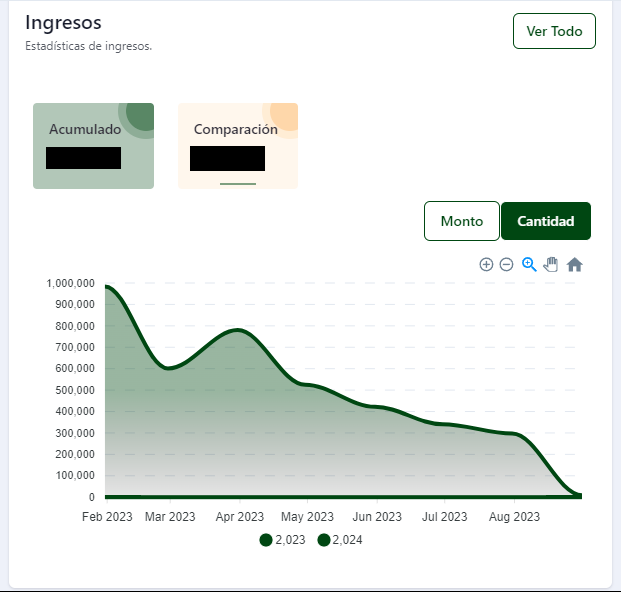 Ingresos
Estadísticas de ingresos.
Ver Todo
Acumulado
Comparación
Monto
Cantidad
1,000,000
900,000
800,000
700,000
600,000
500,000
400,000
300,000
200,000
100,000
0
Feb 2023 Mar 2023 Apr 2023 May 2023 Jun 2023 Jul 2023 Aug 2023
2,023 2,024